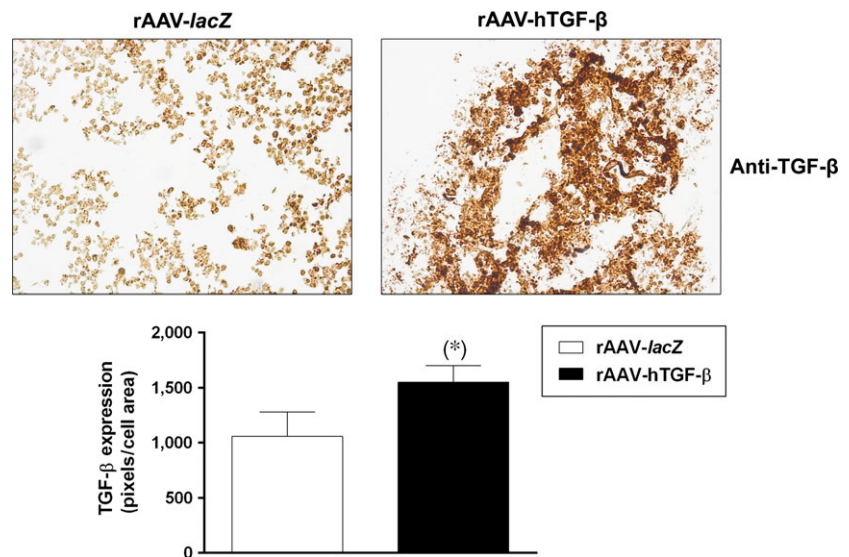 rAAV-lacZ
rAAV-hTGF-β
Anti-TGF-β
TGF-β expression
(pixels/cell area)
2,000
1,500
1,000
500
0
(*)
rAAV-lacZ
rAAV-hTGF-β